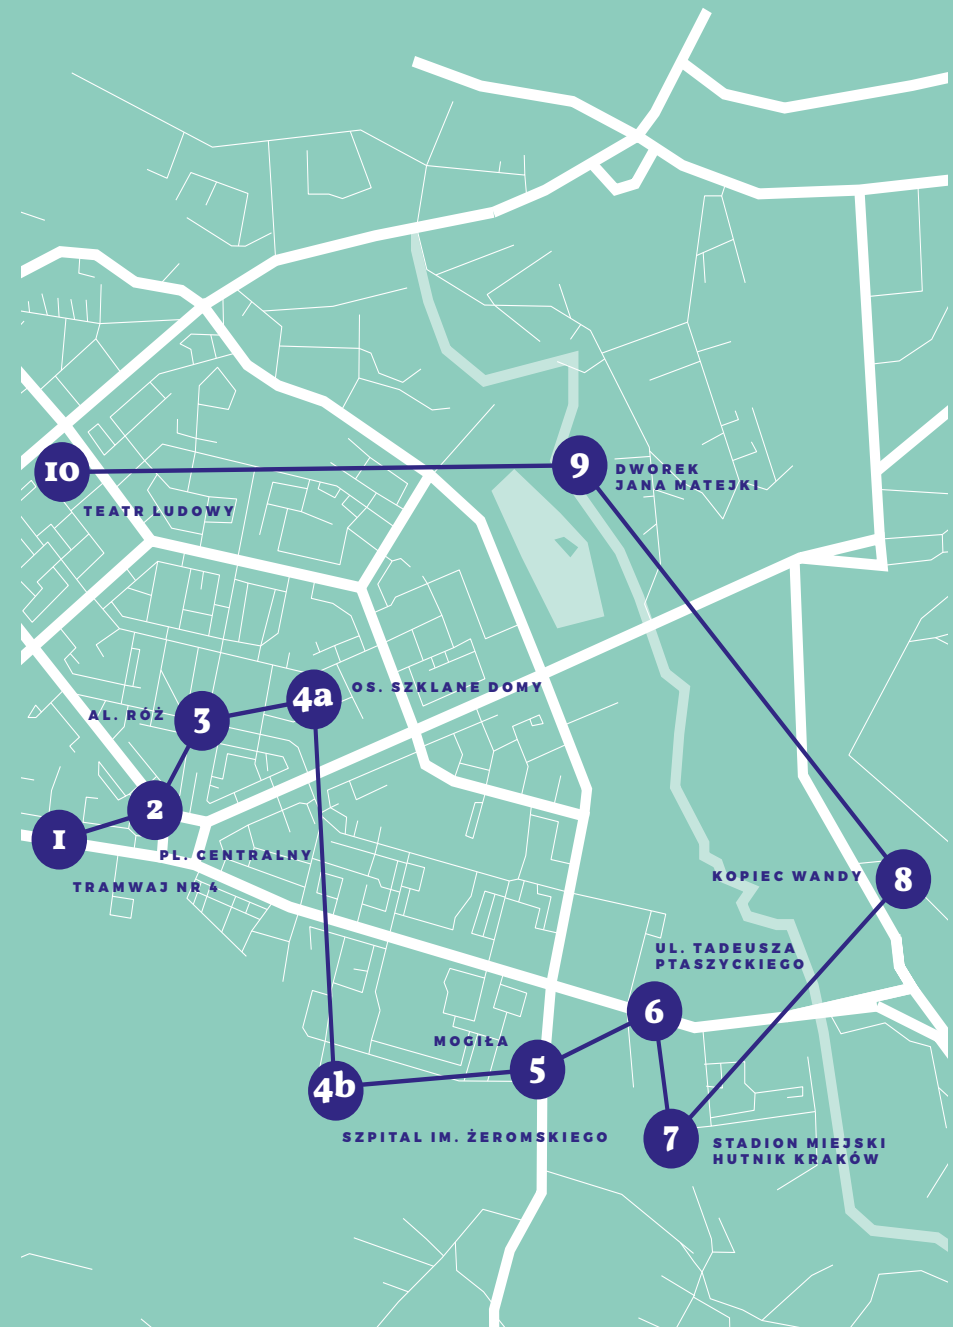 9
DWOREK
JANA MATEJKI
10
TEATR LUDOWY
4a
OS. SZKLANE DOMY
AL. RÓŻ
3
2
1
PL. CENTRALNY
TRAMWAJ NR 4
KOPIEC WANDY
8
UL. TADEUSZA
PTASZYCKIEGO
6
MOGIŁA
5
4b
SZPITAL IM. ŻEROMSKIEGO
7
STADION MIEJSKI
HUTNIK KRAKÓW